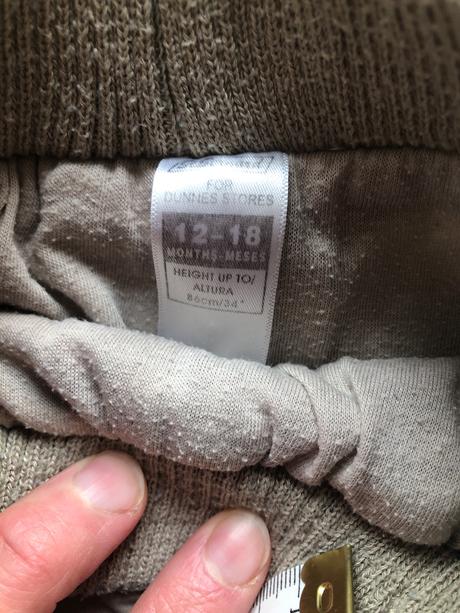 FOR
DUNNES STORES
12-18
MONTHS-MESES
HEIGHT UP TO/
ALTURA
86cm/34"